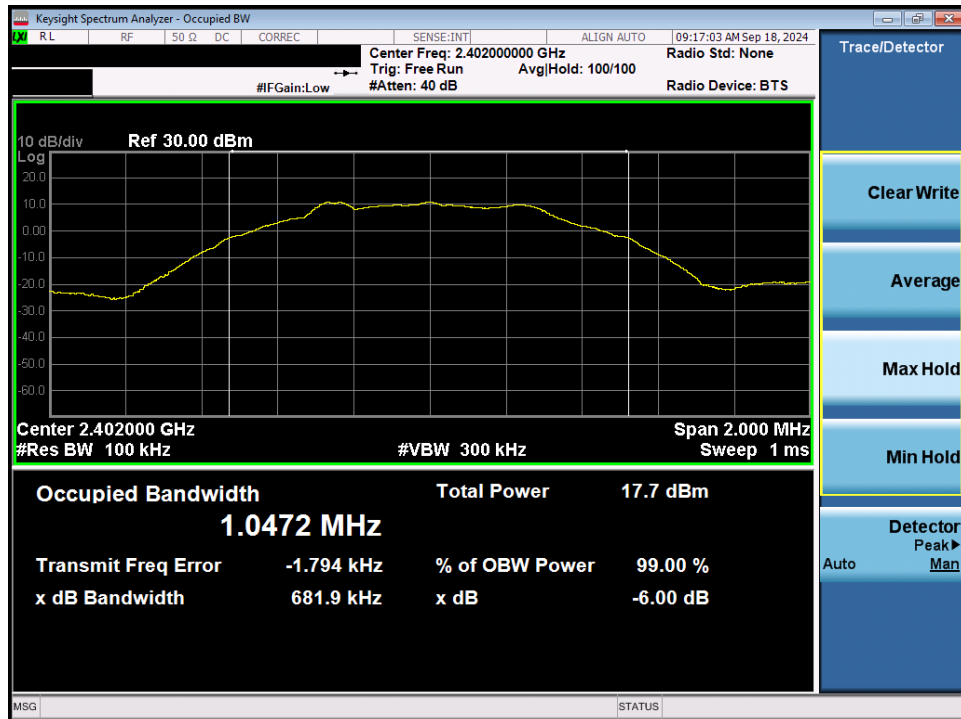 Keysight Spectrum Analyzer - Occupied BW
LXI RL RF 50 Ω DC CORREC SENSE:INT ALIGN AUTO 09:17:03 AM Sep 18, 2024
Center Freq: 2.402000000 GHz Radio Std: None
Trig: Free Run Avg|Hold: 100/100
#IFGain:Low #Atten: 40 dB Radio Device: BTS
10 dB/div Ref 30.00 dBm
Log
20.0
10.0
0.00
-10.0
-20.0
-30.0
-40.0
-50.0
-60.0
Center 2.402000 GHz Span 2.000 MHz
#Res BW 100 kHz #VBW 300 kHz Sweep 1 ms
Occupied Bandwidth Total Power 17.7 dBm
1.0472 MHz
Transmit Freq Error -1.794 kHz % of OBW Power 99.00 %
x dB Bandwidth 681.9 kHz x dB -6.00 dB
MSG STATUS
Trace/Detector
Clear Write
Average
Max Hold
Min Hold
Detector
Peak▶
Auto Man